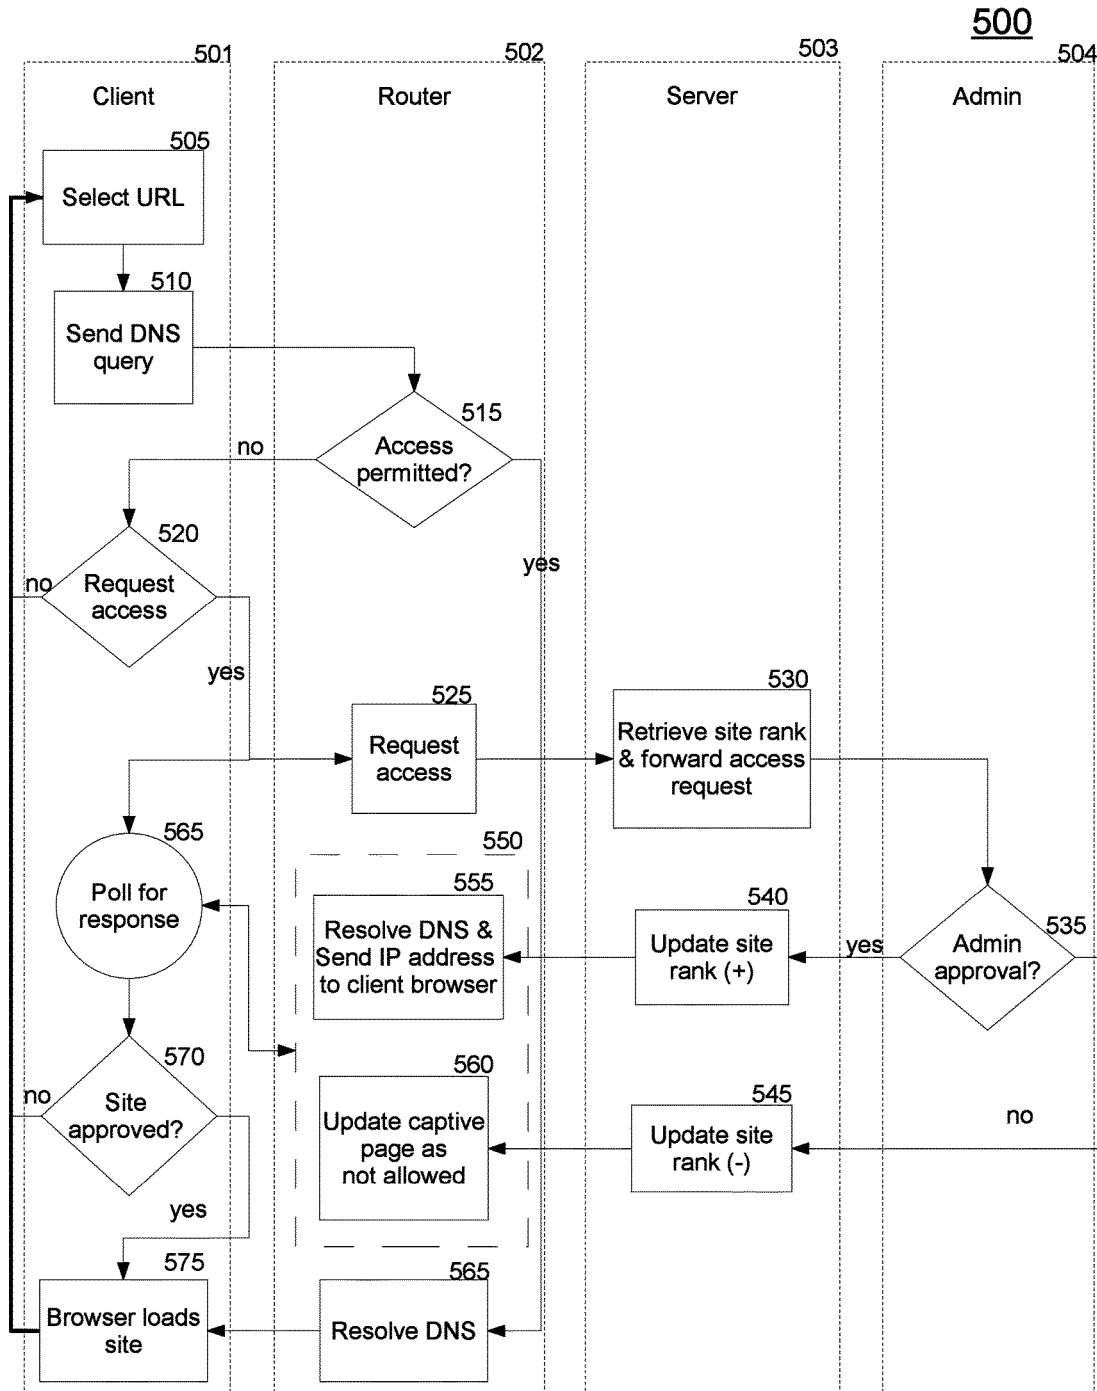 500
501
502
503
504
Client
Router
Server
Admin
505
Select URL
510
Send DNS
query
515
Access
permitted?
no
yes
520
Request
access
no
yes
525
Request
access
530
Retrieve site rank
& forward access
request
565
Poll for
response
550
555
Resolve DNS &
Send IP address
to client browser
540
Update site
rank (+)
yes
535
Admin
approval?
570
Site
approved?
no
yes
560
Update captive
page as
not allowed
545
Update site
rank (-)
no
575
Browser loads
site
565
Resolve DNS